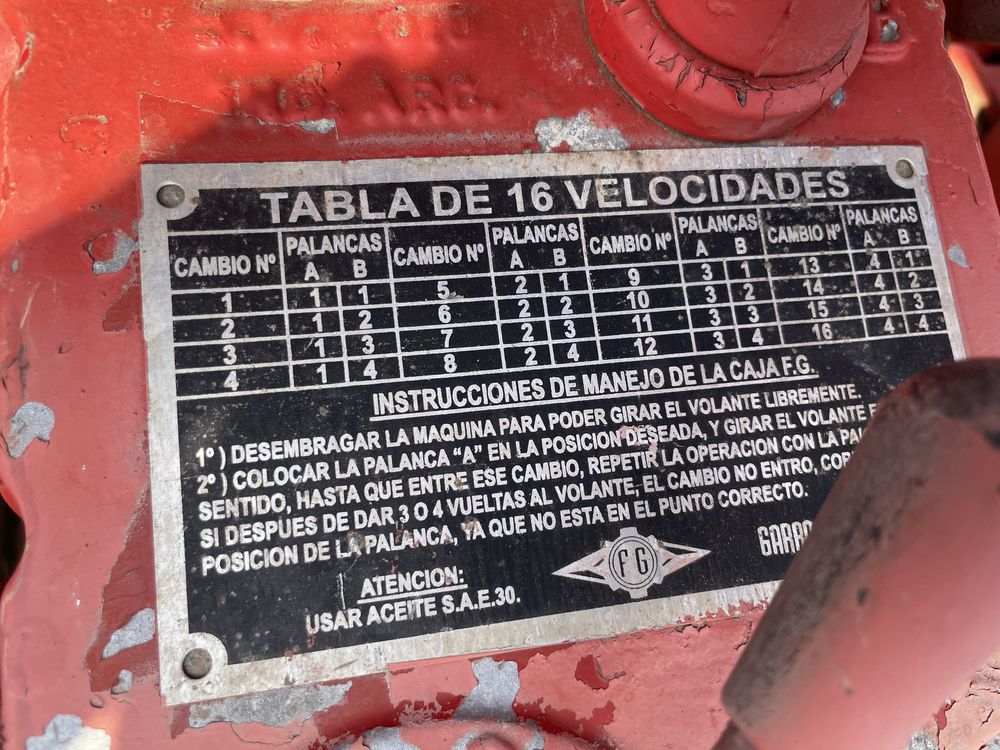 ARG.
TABLA DE 16 VELOCIDADES
CAMBIO Nº PALANCAS CAMBIO Nº PALANCAS CAMBIO Nº PALANCAS CAMBIO Nº PALANCAS
A B A B A B A B
1 1 1 5 2 1 9 3 1 13 4 1
2 1 2 6 2 2 10 3 2 14 4 2
3 1 3 7 2 3 11 3 3 15 4 3
4 1 4 8 2 4 12 3 4 16 4 4
INSTRUCCIONES DE MANEJO DE LA CAJA F.G.
1º ) DESEMBRAGAR LA MAQUINA PARA PODER GIRAR EL VOLANTE LIBREMENTE.
2º ) COLOCAR LA PALANCA "A" EN LA POSICION DESEADA, Y GIRAR EL VOLANTE
SENTIDO, HASTA QUE ENTRE ESE CAMBIO, REPETIR LA OPERACION CON LA
SI DESPUES DE DAR 3 O 4 VUELTAS AL VOLANTE, EL CAMBIO NO ENTRO,
POSICION DE LA PALANCA, YA QUE NO ESTA EN EL PUNTO CORRECTO.
ATENCION:
USAR ACEITE S.A.E.30.
FG